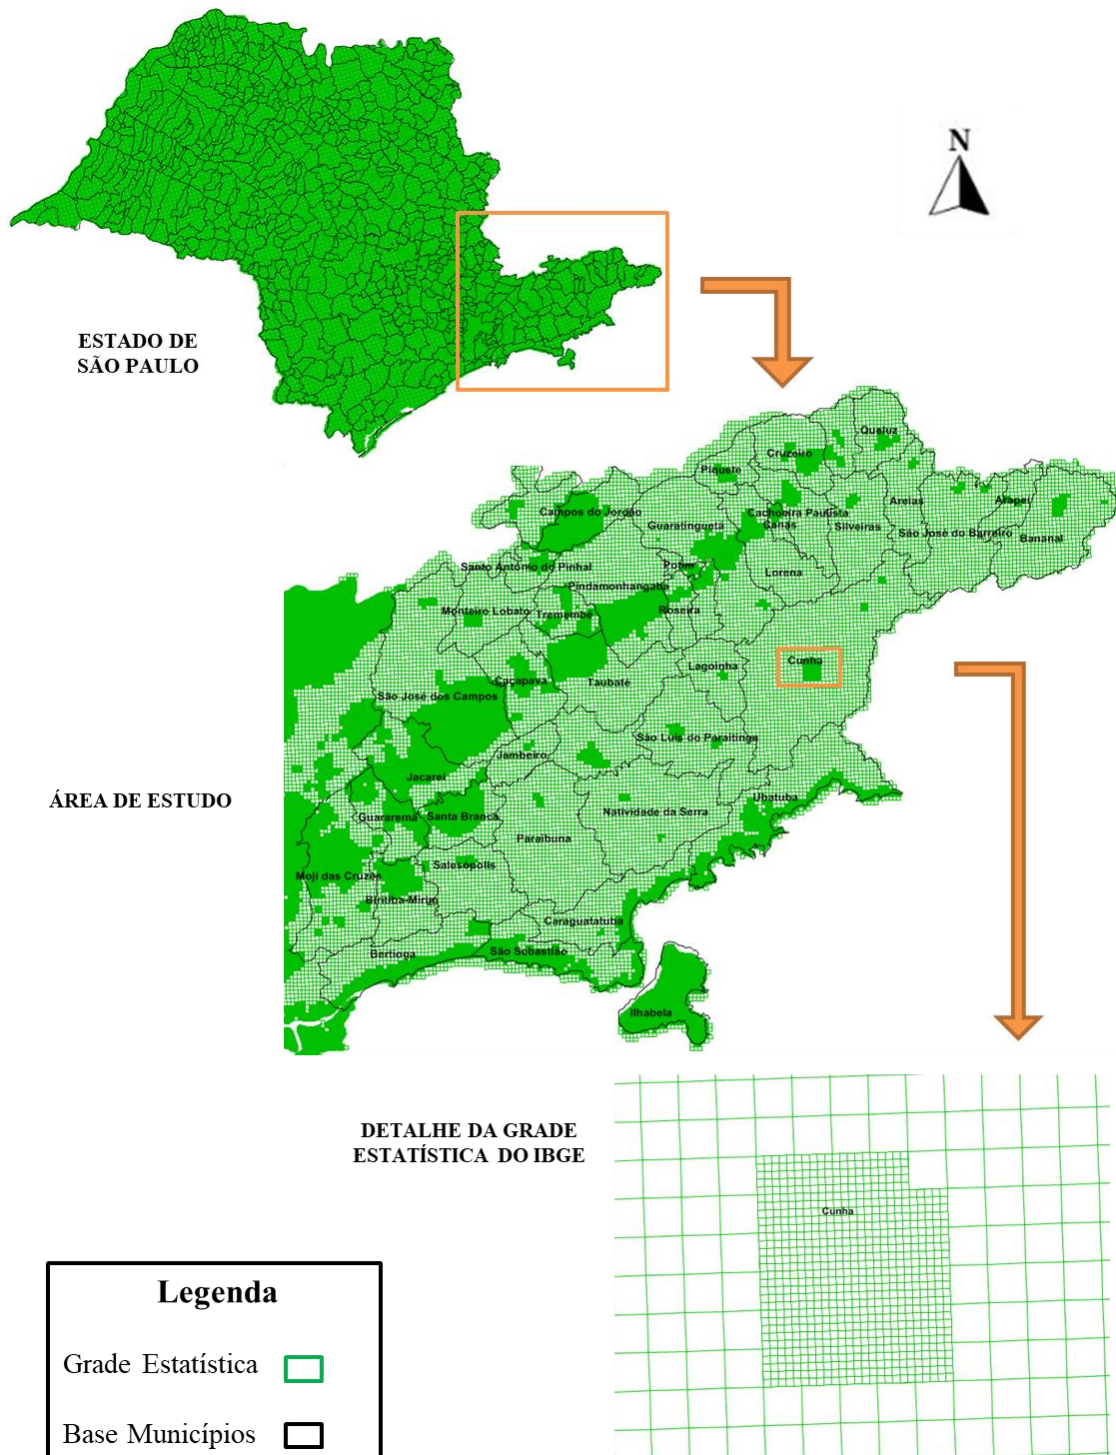 N
ESTADO DE
SÃO PAULO
Queluz
Cruzeiro
Piquete
Campos do Jordão
Guaratinguetá
Cachoeira Paulista
Canas
Silveiras
Areias
Arapeí
São José do Barreiro
Bananal
Santo Antônio do Pinhal
Potim
Lorena
Pindamonhangaba
Monteiro Lobato
Tremembé
Roseira
Lagoinha
Cunha
Caçapava
Taubaté
São José dos Campos
São Luis do Paraitinga
Jambeiro
Jacareí
ÁREA DE ESTUDO
Ubatuba
Guararema
Santa Branca
Natividade da Serra
Paraibuna
Salesópolis
Moji das Cruzes
Biritiba-Mirim
Caraguatatuba
Bertioga
São Sebastião
Ilhabela
DETALHE DA GRADE
ESTATÍSTICA DO IBGE
Cunha
Legenda
Grade Estatística
Base Municípios